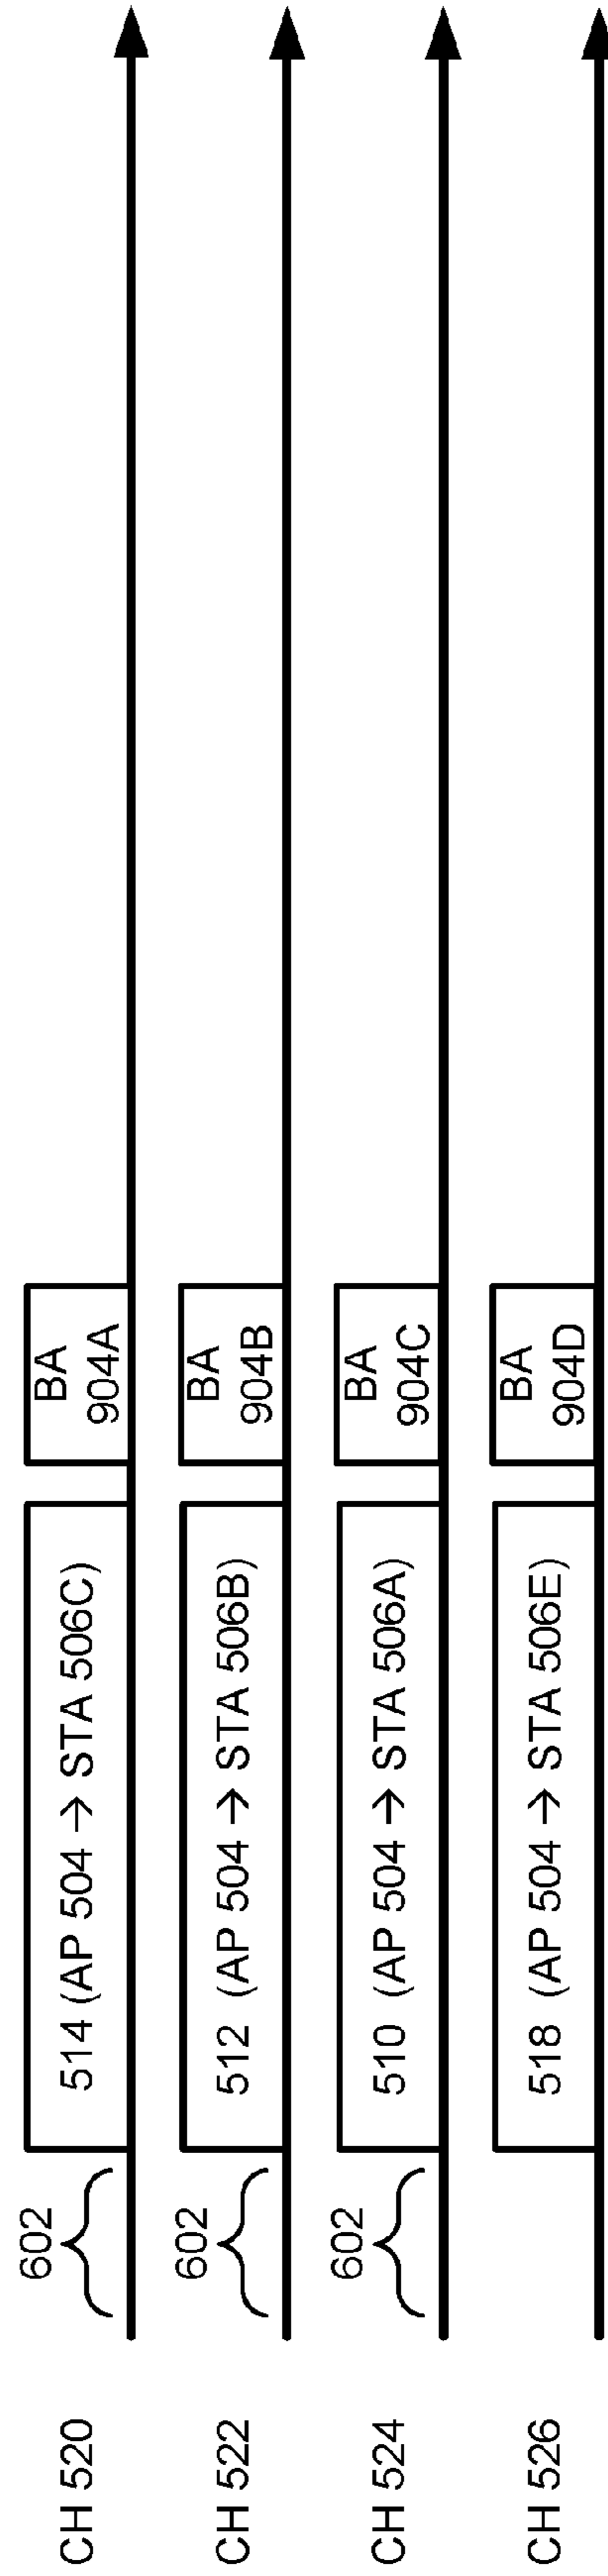 CH 520
602
514 (AP 504 → STA 506C)
BA
904A
CH 522
602
512 (AP 504 → STA 506B)
BA
904B
CH 524
602
510 (AP 504 → STA 506A)
BA
904C
CH 526
518 (AP 504 → STA 506E)
BA
904D